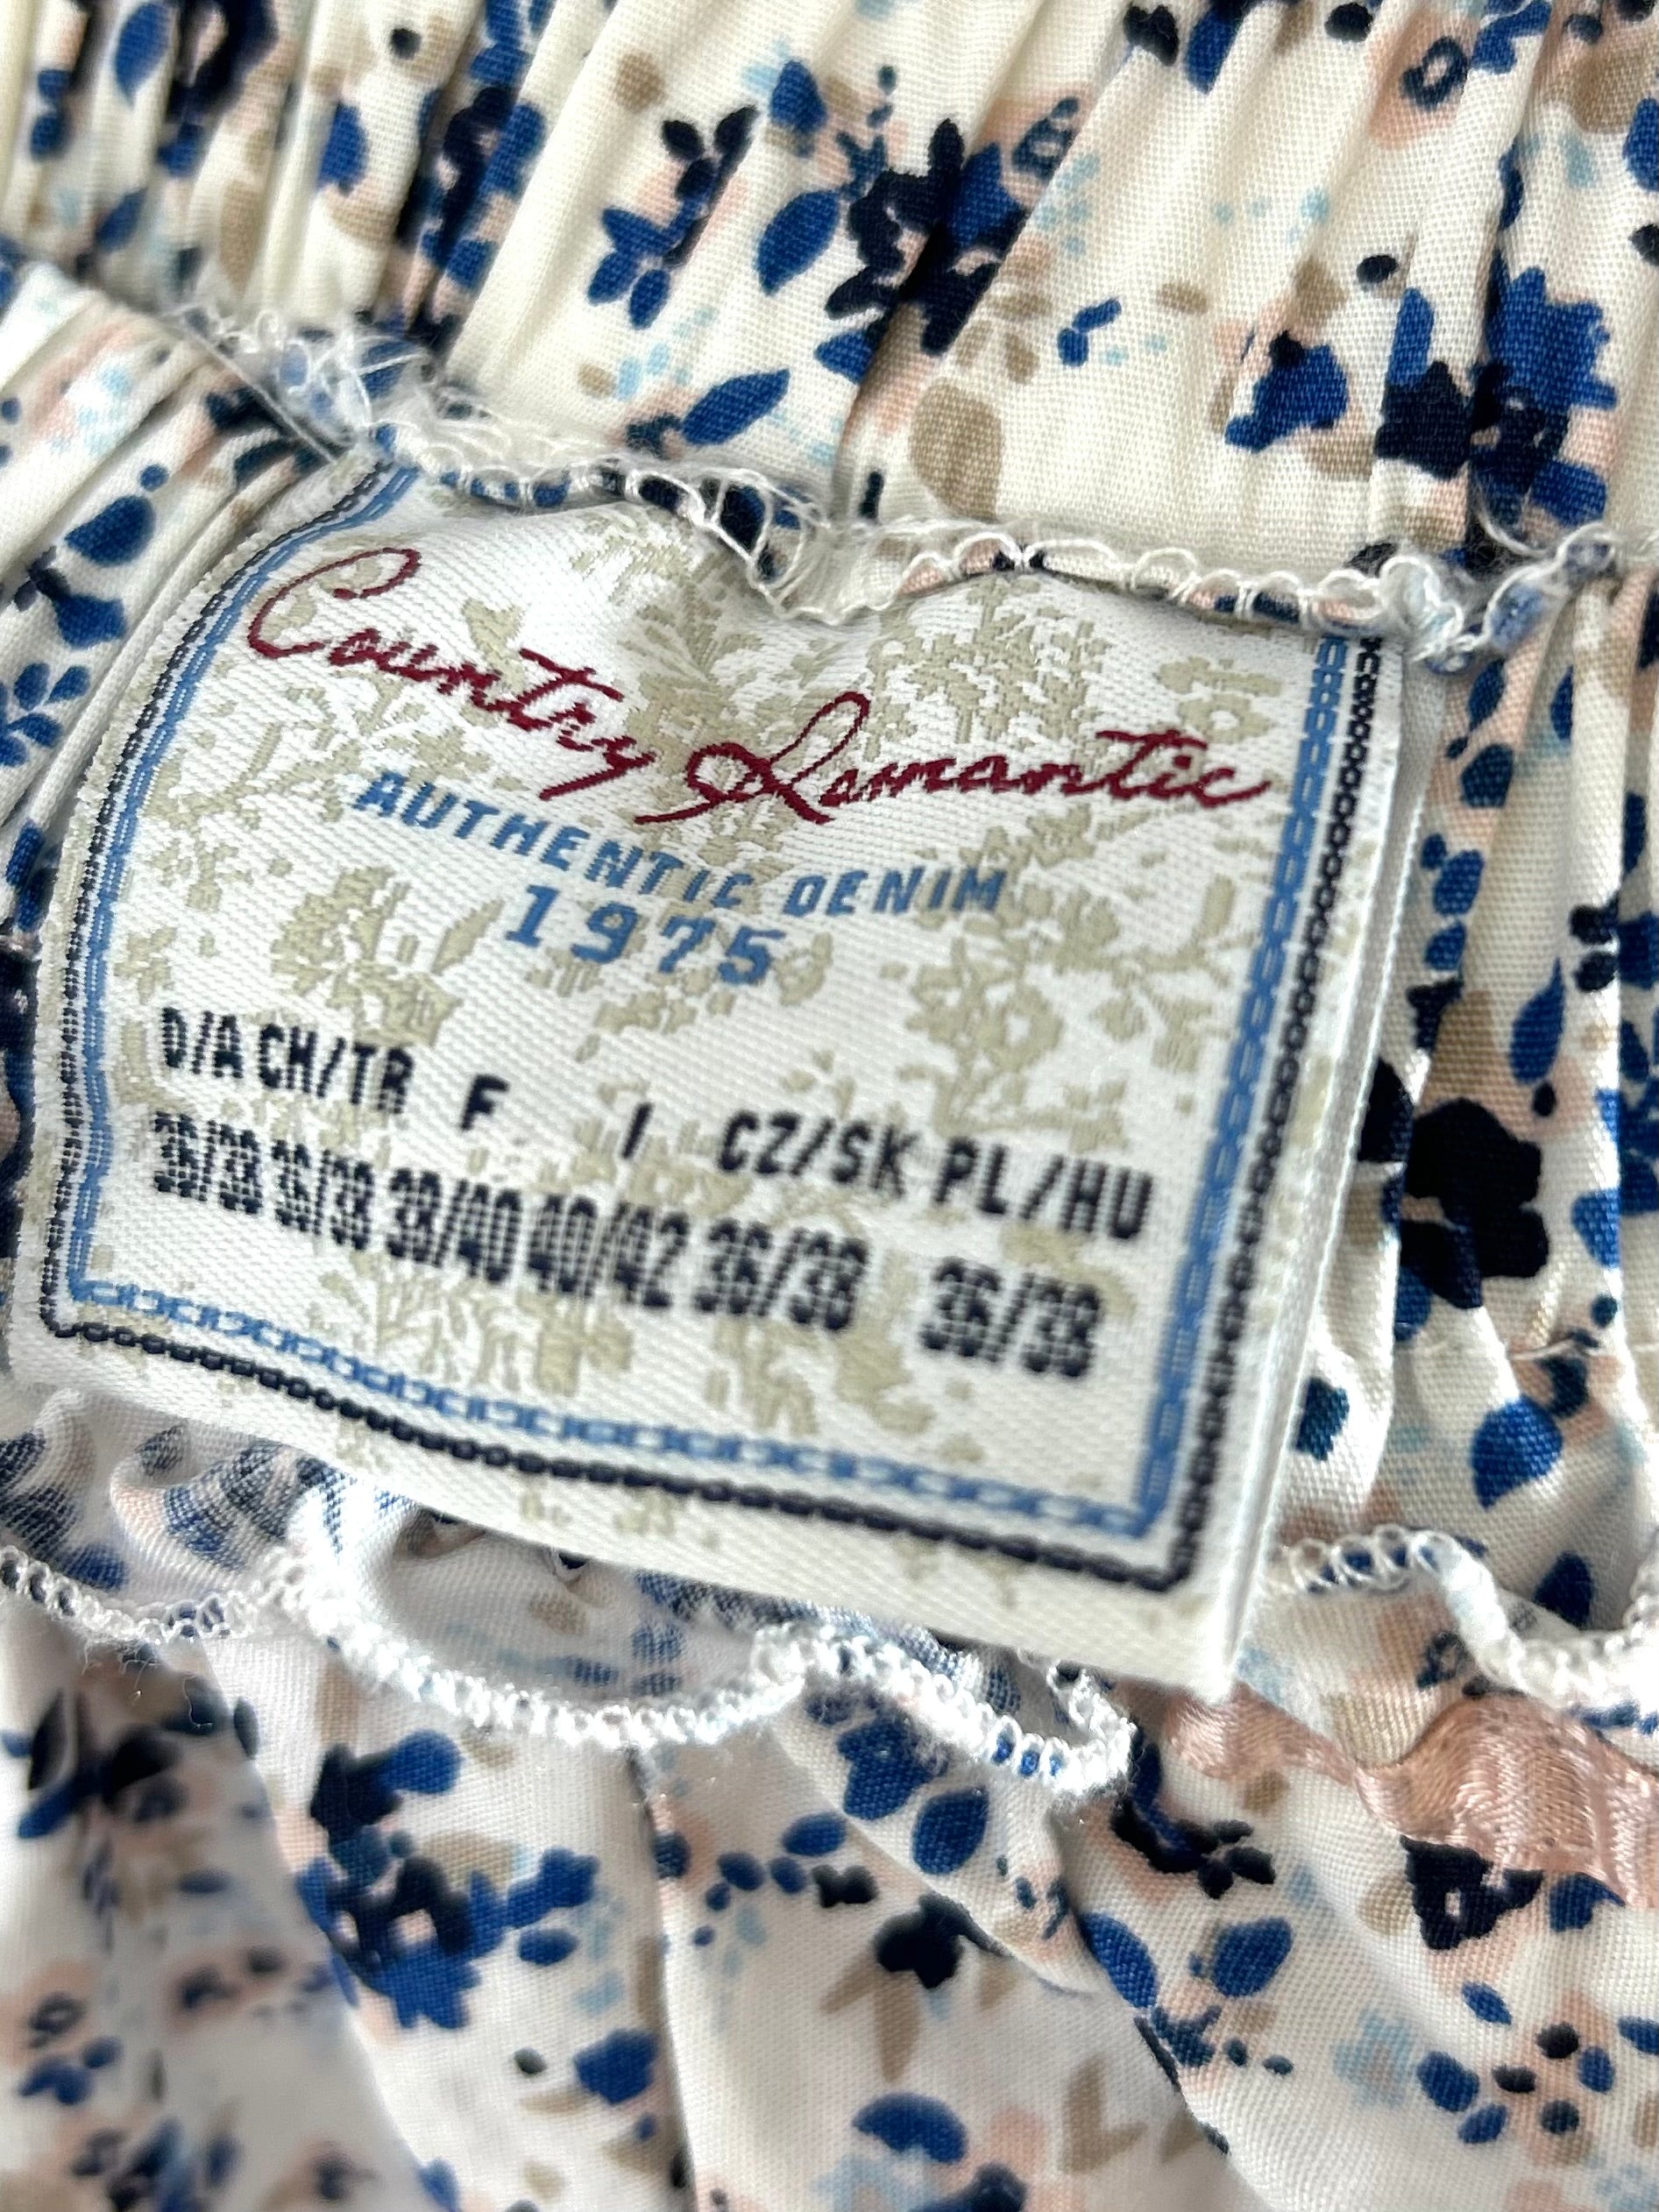 Country Romantic
AUTHENTIC DENIM
1975
D/A CH/TR F I CZ/SK PL/HU
36/38 36/38 38/40 40/42 36/38 36/38